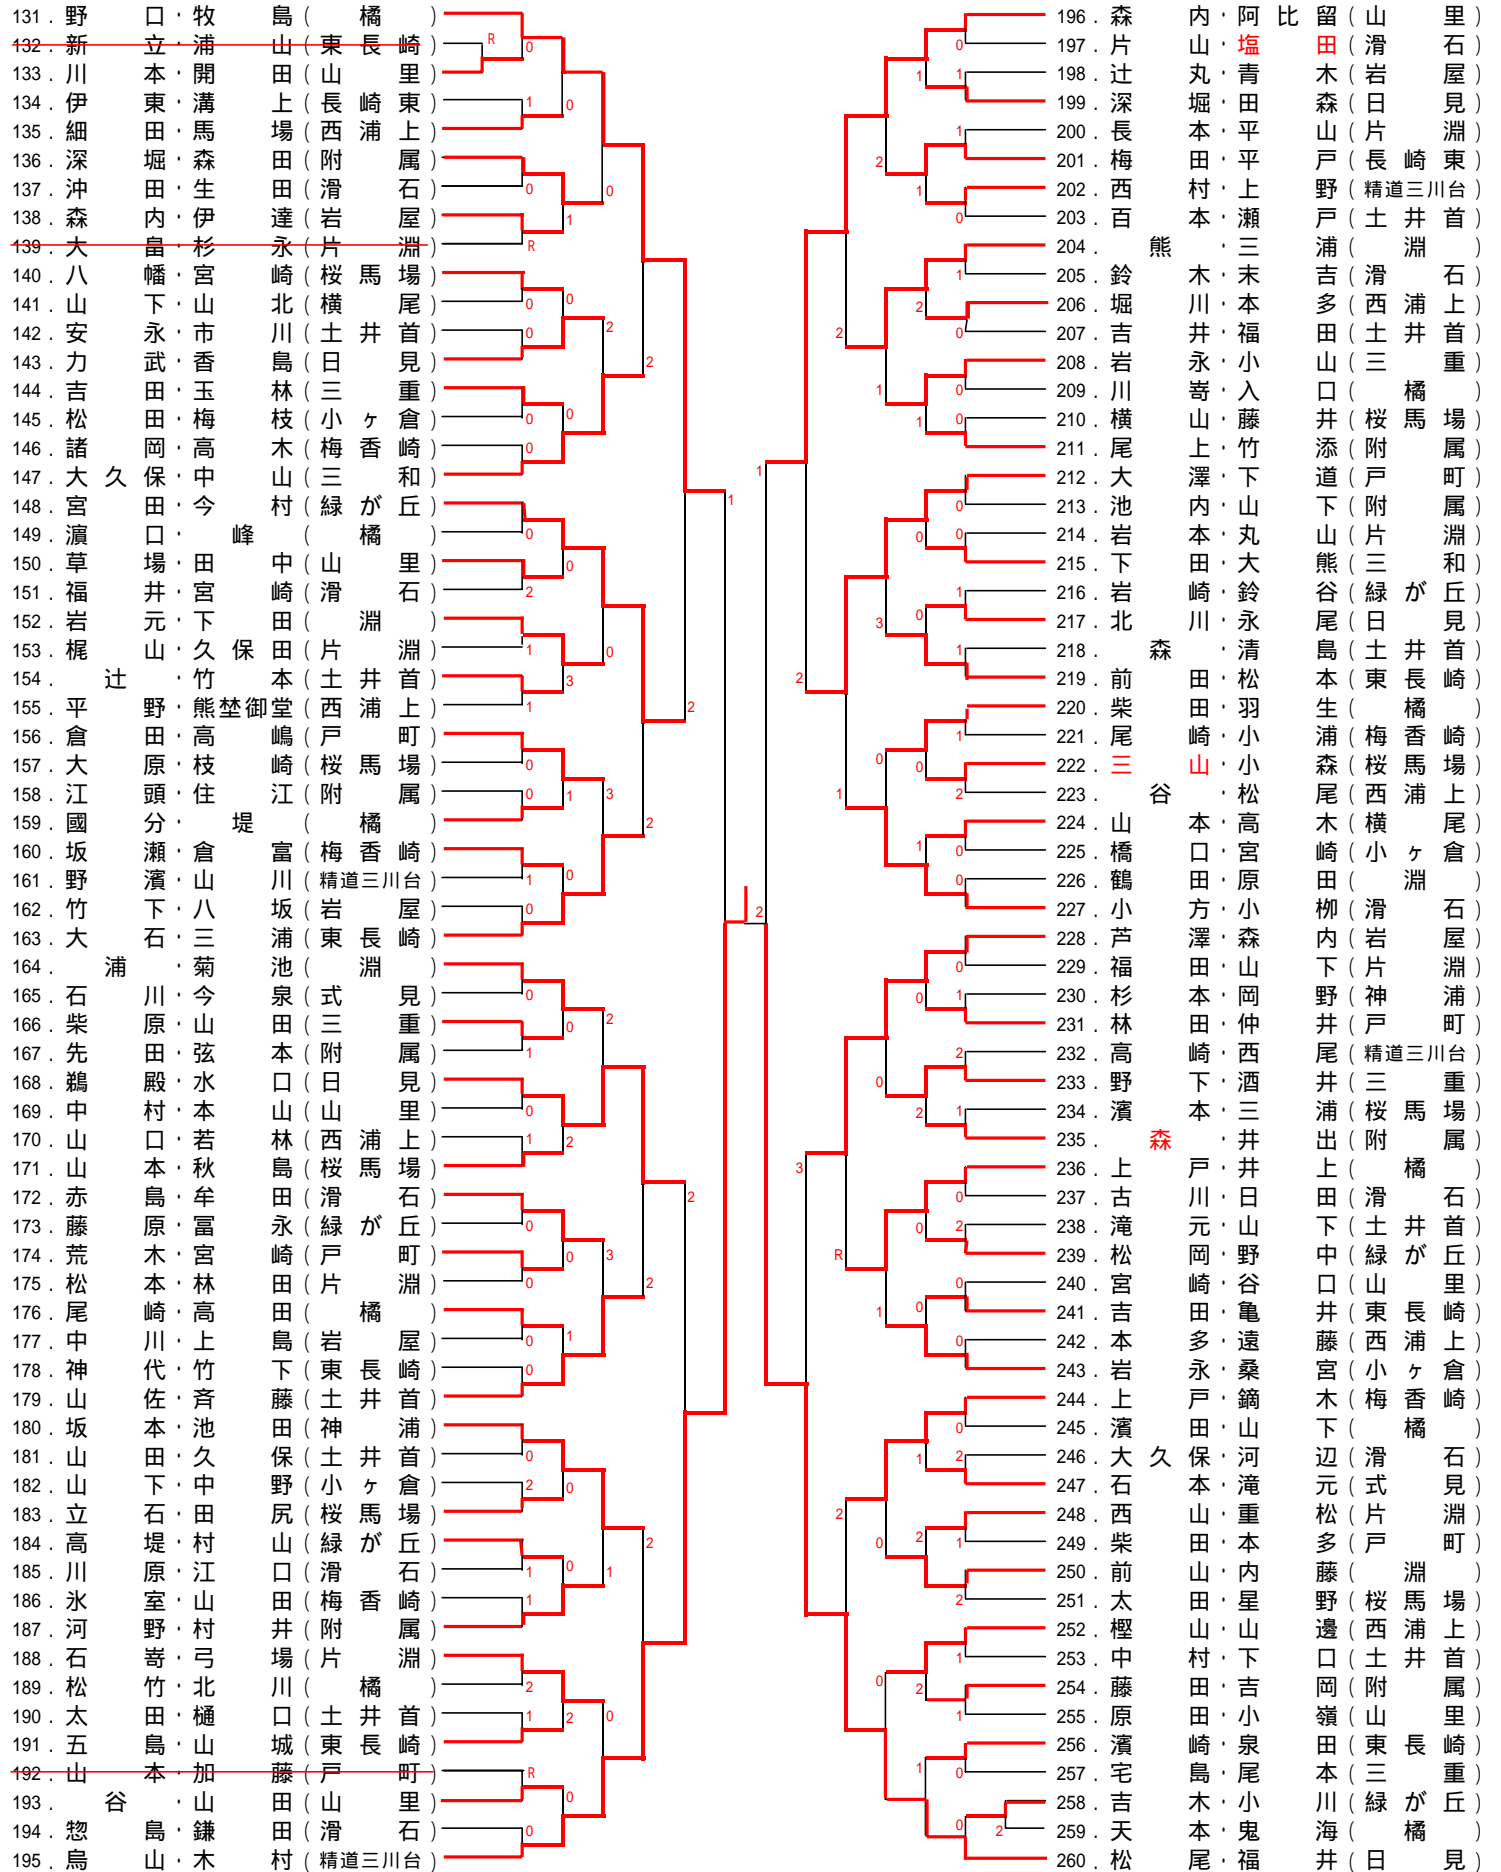 131. 野口・牧島(橘)
132. 新立・浦山(東長崎)
133. 川本・開田(山里)
134. 伊東・溝上(長崎東)
135. 細田・馬場(西浦上)
136. 深堀・森田(附属)
137. 沖田・生田(滑石)
138. 森内・伊達(岩屋)
139. 大畠・杉永(片淵)
140. 八幡・宮崎(桜馬場)
141. 山下・山北(横尾)
142. 安永・市川(土井首)
143. 力武・香島(日見)
144. 吉田・玉林(三重)
145. 松田・梅枝(小ヶ倉)
146. 諸岡・高木(梅香崎)
147. 大久保・中山(三和)
148. 宮田・今村(緑が丘)
149. 濵口・峰(橘)
150. 草場・田中(山里)
151. 福井・宮崎(滑石)
152. 岩元・下田(淵)
153. 梶山・久保田(片淵)
154. 辻・竹本(土井首)
155. 平野・熊埜御堂(西浦上)
156. 倉田・高嶋(戸町)
157. 大原・枝崎(桜馬場)
158. 江頭・住江(附属)
159. 國分・堤(橘)
160. 坂瀬・倉富(梅香崎)
161. 野濱・山川(精道三川台)
162. 竹下・八坂(岩屋)
163. 大石・三浦(東長崎)
164. 浦・菊池(淵)
165. 石川・今泉(式見)
166. 柴原・山田(三重)
167. 先田・弦本(附属)
168. 鵜殿・水口(日見)
169. 中村・本山(山里)
170. 山口・若林(西浦上)
171. 山本・秋島(桜馬場)
172. 赤島・牟田(滑石)
173. 藤原・冨永(緑が丘)
174. 荒木・宮崎(戸町)
175. 松本・林田(片淵)
176. 尾崎・高田(橘)
177. 中川・上島(岩屋)
178. 神代・竹下(東長崎)
179. 山佐・斉藤(土井首)
180. 坂本・池田(神浦)
181. 山田・久保(土井首)
182. 山下・中野(小ヶ倉)
183. 立石・田尻(桜馬場)
184. 高堤・村山(緑が丘)
185. 川原・江口(滑石)
186. 氷室・山田(梅香崎)
187. 河野・村井(附属)
188. 石嵜・弓場(片淵)
189. 松竹・北川(橘)
190. 太田・樋口(土井首)
191. 五島・山城(東長崎)
192. 山本・加藤(戸町)
193. 谷・山田(山里)
194. 惣島・鎌田(滑石)
195. 鳥山・木村(精道三川台)
196. 森内・阿比留(山里)
197. 片山・塩田(滑石)
198. 辻丸・青木(岩屋)
199. 深堀・田森(日見)
200. 長本・平山(片淵)
201. 梅田・平戸(長崎東)
202. 西村・上野(精道三川台)
203. 百本・瀬戸(土井首)
204. 熊・三浦(淵)
205. 鈴木・末吉(滑石)
206. 堀川・本多(西浦上)
207. 吉井・福田(土井首)
208. 岩永・小山(三重)
209. 川嵜・入口(橘)
210. 横山・藤井(桜馬場)
211. 尾上・竹添(附属)
212. 大澤・下道(戸町)
213. 池内・山下(附属)
214. 岩本・丸山(片淵)
215. 下田・大熊(三和)
216. 岩崎・鈴谷(緑が丘)
217. 北川・永尾(日見)
218. 森・清島(土井首)
219. 前田・松本(東長崎)
220. 柴田・羽生(橘)
221. 尾崎・小浦(梅香崎)
222. 三山・小森(桜馬場)
223. 谷・松尾(西浦上)
224. 山本・高木(横尾)
225. 橋口・宮崎(小ヶ倉)
226. 鶴田・原田(淵)
227. 小方・小栁(滑石)
228. 芦澤・森内(岩屋)
229. 福田・山下(片淵)
230. 杉本・岡野(神浦)
231. 林田・仲井(戸町)
232. 高崎・西尾(精道三川台)
233. 野下・酒井(三重)
234. 濱本・三浦(桜馬場)
235. 森・井出(附属)
236. 上戸・井上(橘)
237. 古川・日田(滑石)
238. 滝元・山下(土井首)
239. 松岡・野中(緑が丘)
240. 宮崎・谷口(山里)
241. 吉田・亀井(東長崎)
242. 本多・遠藤(西浦上)
243. 岩永・桑宮(小ヶ倉)
244. 上戸・鏑木(梅香崎)
245. 濱田・山下(橘)
246. 大久保・河辺(滑石)
247. 石本・滝元(式見)
248. 西山・重松(片淵)
249. 柴田・本多(戸町)
250. 前山・内藤(淵)
251. 太田・星野(桜馬場)
252. 樫山・山邊(西浦上)
253. 中村・下口(土井首)
254. 藤田・吉岡(附属)
255. 原田・小嶺(山里)
256. 濱崎・泉田(東長崎)
257. 宅島・尾本(三重)
258. 吉木・小川(緑が丘)
259. 天本・鬼海(橘)
260. 松尾・福井(日見)